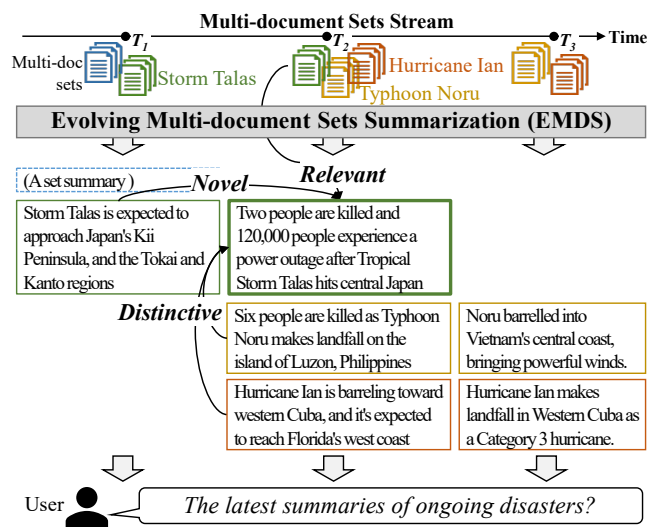 Multi-document Sets Stream
T1 T2 T3 Time
Multi-doc
sets
Storm Talas
Hurricane Ian
Typhoon Noru
Evolving Multi-document Sets Summarization (EMDS)
Relevant
(A set summary )
Novel
Storm Talas is expected to
approach Japan's Kii
Peninsula, and the Tokai and
Kanto regions
Two people are killed and
120,000 people experience a
power outage after Tropical
Storm Talas hits central Japan
Distinctive
Six people are killed as Typhoon
Noru makes landfall on the
island of Luzon, Philippines
Noru barrelled into
Vietnam's central coast,
bringing powerful winds.
Hurricane Ian is barreling toward
western Cuba, and it's expected
to reach Florida's west coast
Hurricane Ian makes
landfall in Western Cuba as
a Category 3 hurricane.
User
The latest summaries of ongoing disasters?